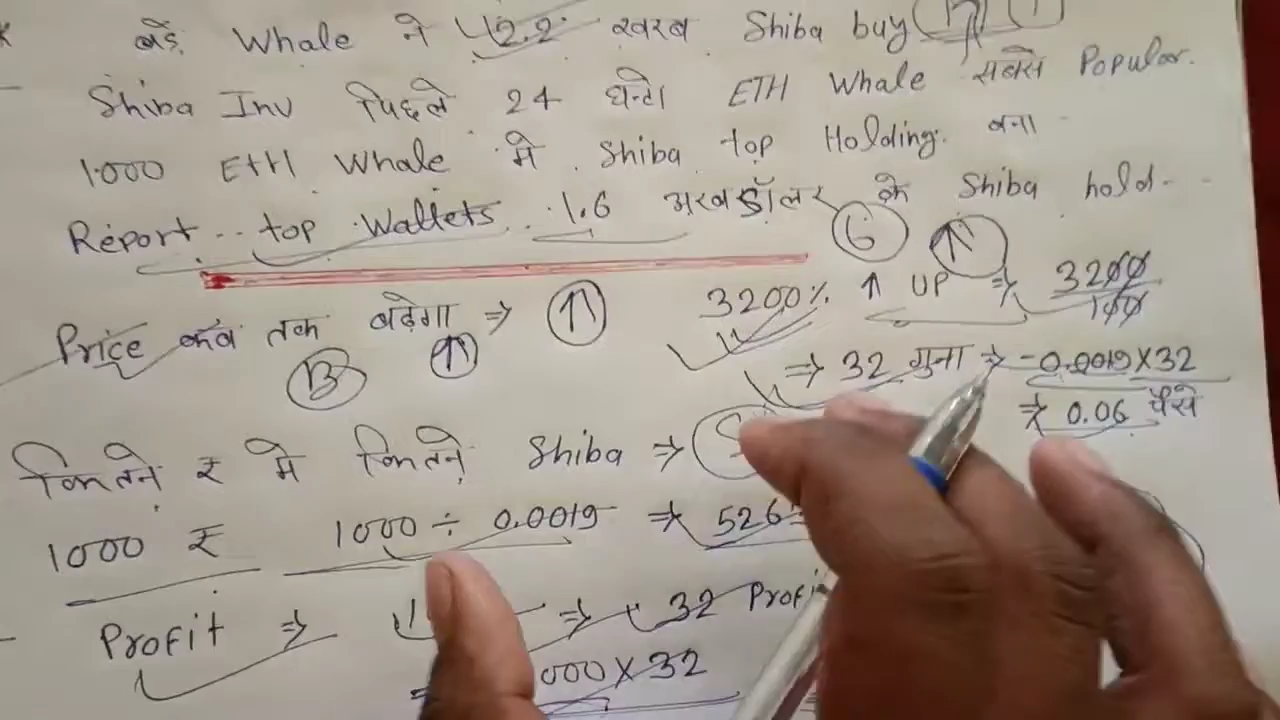 बड़े Whale ने 42.2 खरब Shiba buy
Shiba Inu पिछले 24 घन्टे ETH Whale सबसे Popular.
1000 ETH Whale मे Shiba top Holding. बना
Report.. top Wallets.. 1.6 अरब डॉलर के Shiba hold--
6 ↑
Price कब तक बढ़ेगा ⇒ ↑ 3200% ↑ UP ⇒ 3200/100
B ↑
⇒ 32 गुना ⇒ 0.0019 × 32
⇒ 0.06 पैसे
कितने ₹ मे कितने Shiba ⇒
1000 ₹ 1000 ÷ 0.0019 ⇒ 526
Profit ⇒ ⇒ 32
000 × 32